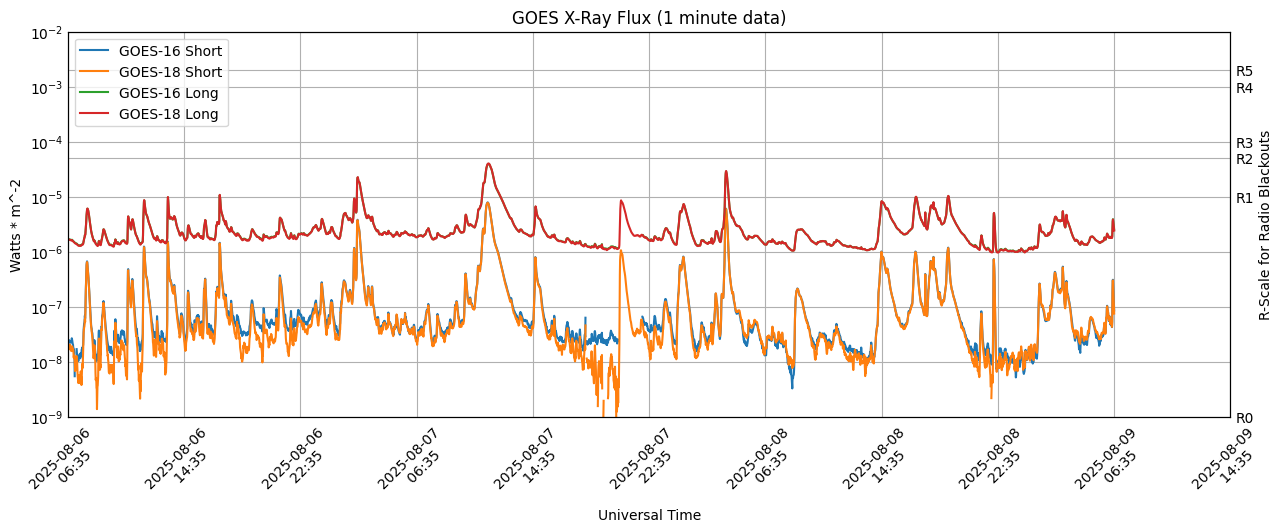 GOES X-Ray Flux (1 minute data)
GOES-16 Short
GOES-18 Short
GOES-16 Long
GOES-18 Long
Watts * m^-2
10^-2
10^-3
10^-4
10^-5
10^-6
10^-7
10^-8
10^-9
R5
R4
R3
R2
R1
R0
R-Scale for Radio Blackouts
2025-08-06
06:35
2025-08-06
14:35
2025-08-06
22:35
2025-08-07
06:35
2025-08-07
14:35
2025-08-07
22:35
2025-08-08
06:35
2025-08-08
14:35
2025-08-08
22:35
2025-08-09
06:35
2025-08-09
14:35
Universal Time